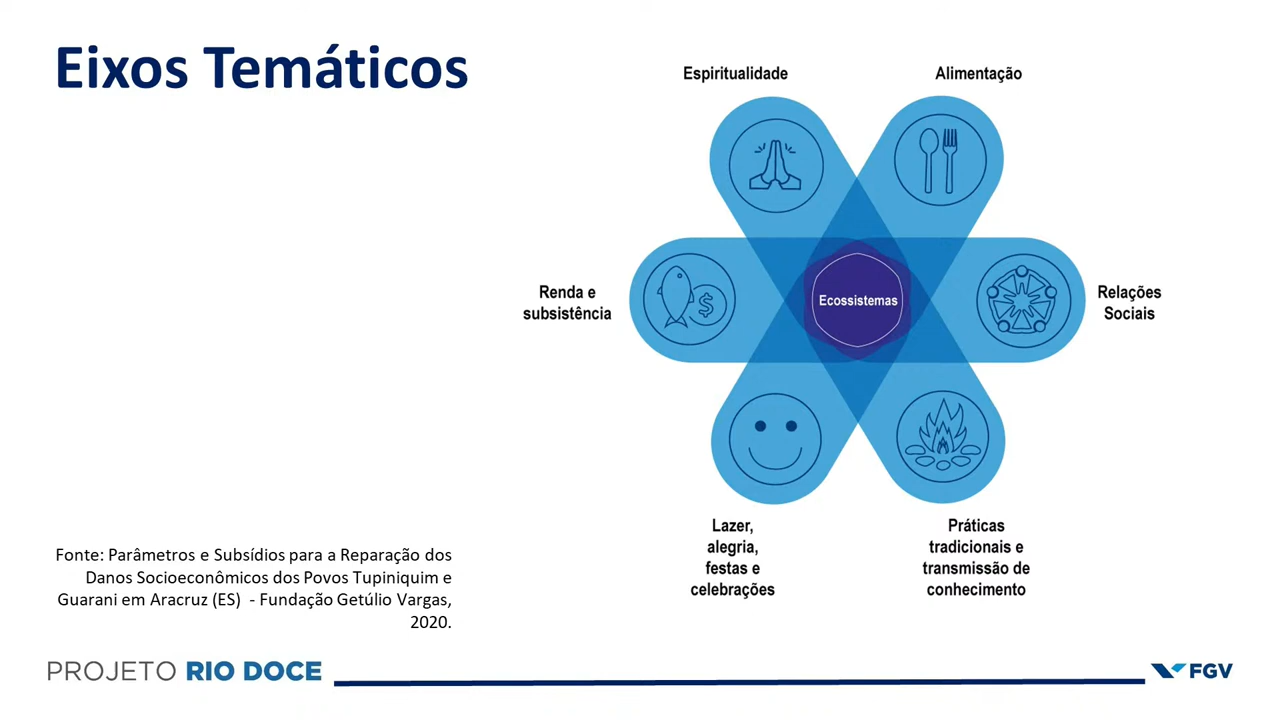 Eixos Temáticos
Espiritualidade
Alimentação
Renda e
subsistência
Ecossistemas
Relações
Sociais
Lazer,
alegria,
festas e
celebrações
Práticas
tradicionais e
transmissão de
conhecimento
Fonte: Parâmetros e Subsídios para a Reparação dos
Danos Socioeconômicos dos Povos Tupiniquim e
Guarani em Aracruz (ES) - Fundação Getúlio Vargas,
2020.
PROJETO RIO DOCE
FGV